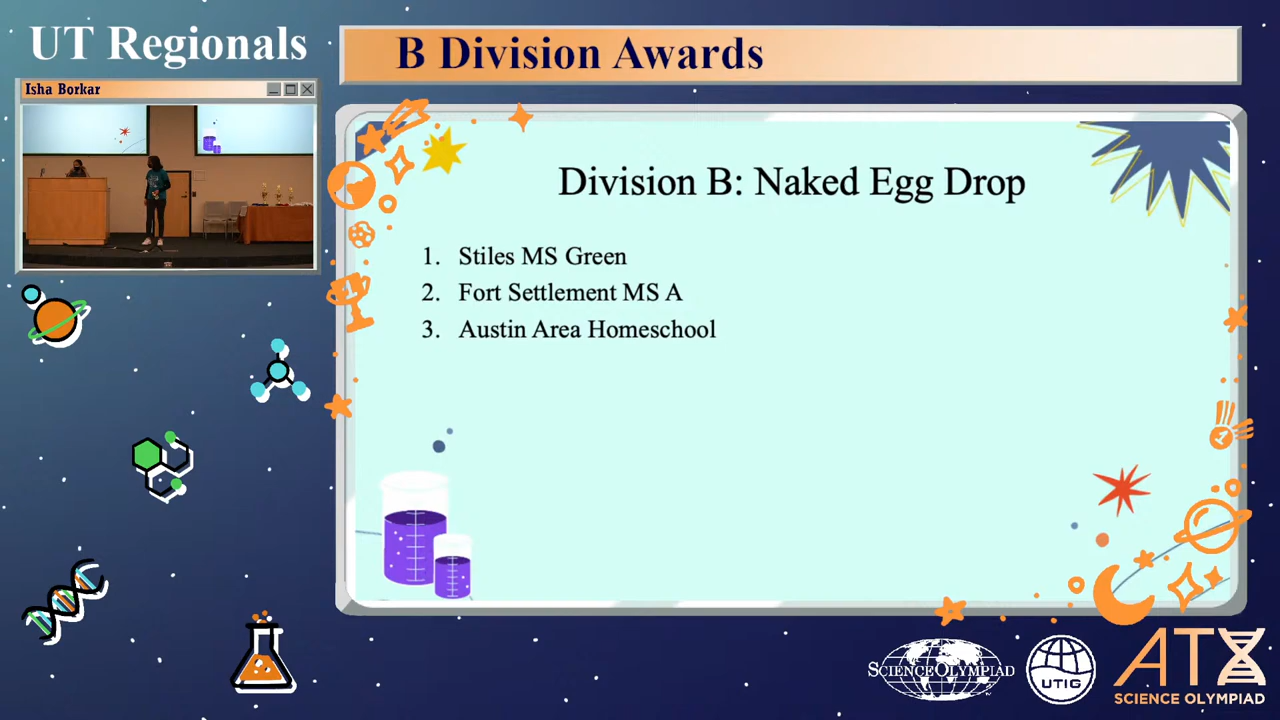 UT Regionals
B Division Awards
Isha Borkar
Division B: Naked Egg Drop
1. Stiles MS Green
2. Fort Settlement MS A
3. Austin Area Homeschool
1
SCIENCE OLYMPIAD
UTIG
ATX
SCIENCE OLYMPIAD